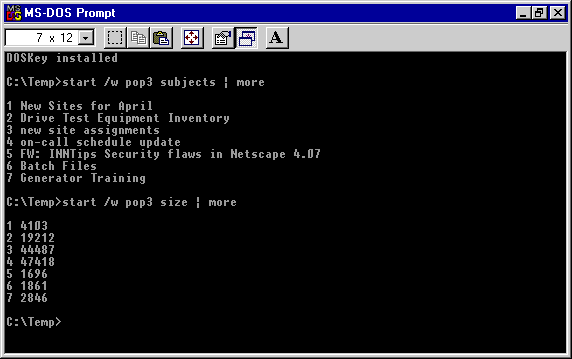 MS-DOS Prompt
7 x 12
A
DOSKey installed
C:\Temp>start /w pop3 subjects | more
1 New Sites for April
2 Drive Test Equipment Inventory
3 new site assignments
4 on-call schedule update
5 FW: INNTips Security flaws in Netscape 4.07
6 Batch Files
7 Generator Training
C:\Temp>start /w pop3 size | more
1 4103
2 19212
3 44487
4 47418
5 1696
6 1861
7 2846
C:\Temp>